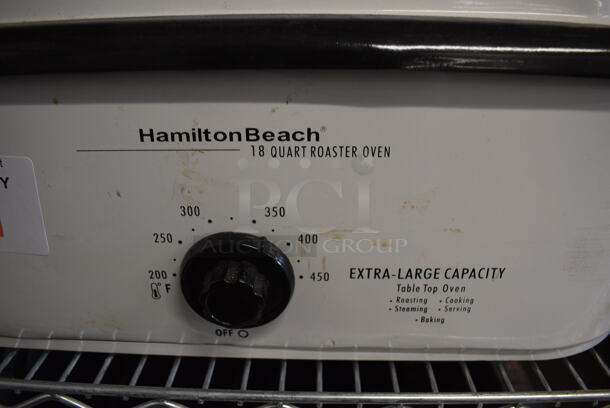 HamiltonBeach®
18 QUART ROASTER OVEN
PCi
AUCTION GROUP
Y
300 350
250 400
200 450
°F
OFF
EXTRA-LARGE CAPACITY
Table Top Oven
• Roasting • Cooking
• Steaming • Serving
• Baking